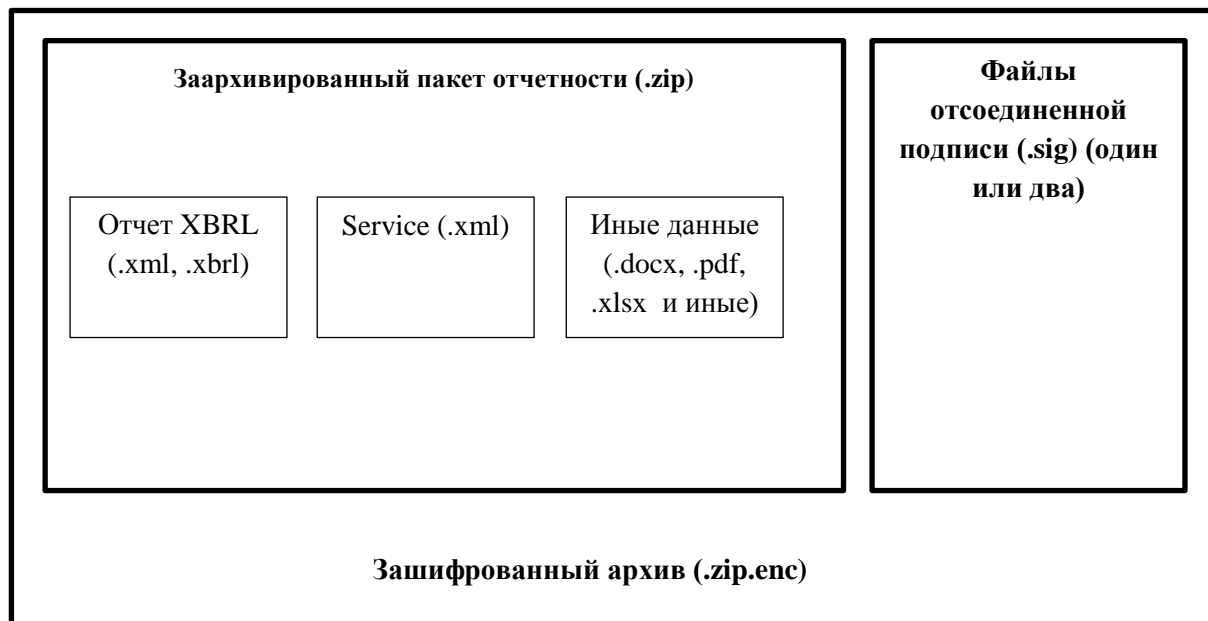 Заархивированный пакет отчетности (.zip)
Файлы
отсоединенной
подписи (.sig) (один
или два)
Отчет XBRL
(.xml, .xbrl)
Service (.xml)
Иные данные
(.docx, .pdf,
.xlsx и иные)
Зашифрованный архив (.zip.enc)